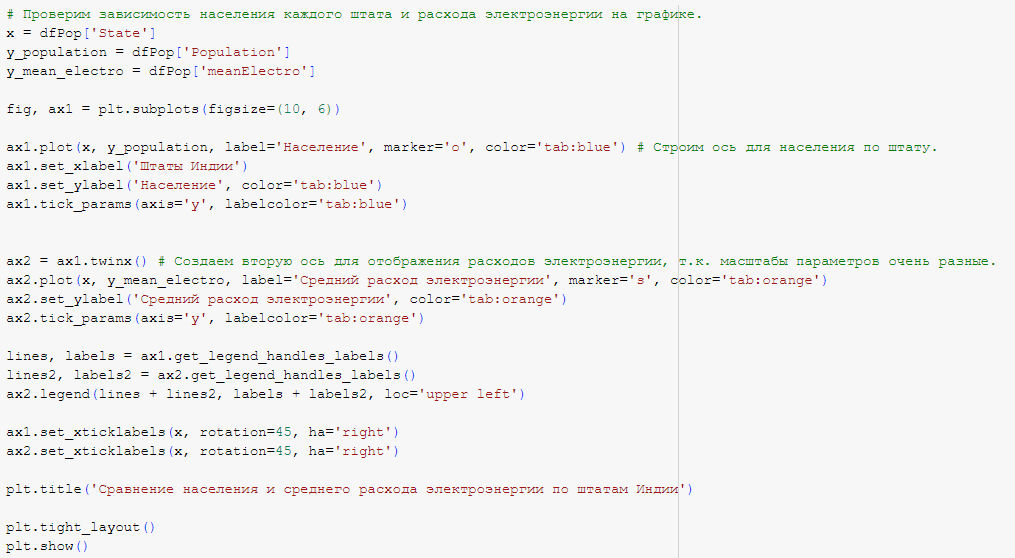 # Проверим зависимость населения каждого штата и расхода электроэнергии на графике.
x = dfPop['State']
y_population = dfPop['Population']
y_mean_electro = dfPop['meanElectro']
fig, ax1 = plt.subplots(figsize=(10, 6))
ax1.plot(x, y_population, label='Население', marker='o', color='tab:blue') # Строим ось для населения по штату.
ax1.set_xlabel('Штаты Индии')
ax1.set_ylabel('Население', color='tab:blue')
ax1.tick_params(axis='y', labelcolor='tab:blue')
ax2 = ax1.twinx() # Создаем вторую ось для отображения расходов электроэнергии, т.к. масштабы параметров очень разные.
ax2.plot(x, y_mean_electro, label='Средний расход электроэнергии', marker='s', color='tab:orange')
ax2.set_ylabel('Средний расход электроэнергии', color='tab:orange')
ax2.tick_params(axis='y', labelcolor='tab:orange')
lines, labels = ax1.get_legend_handles_labels()
lines2, labels2 = ax2.get_legend_handles_labels()
ax2.legend(lines + lines2, labels + labels2, loc='upper left')
ax1.set_xticklabels(x, rotation=45, ha='right')
ax2.set_xticklabels(x, rotation=45, ha='right')
plt.title('Сравнение населения и среднего расхода электроэнергии по штатам Индии')
plt.tight_layout()
plt.show()